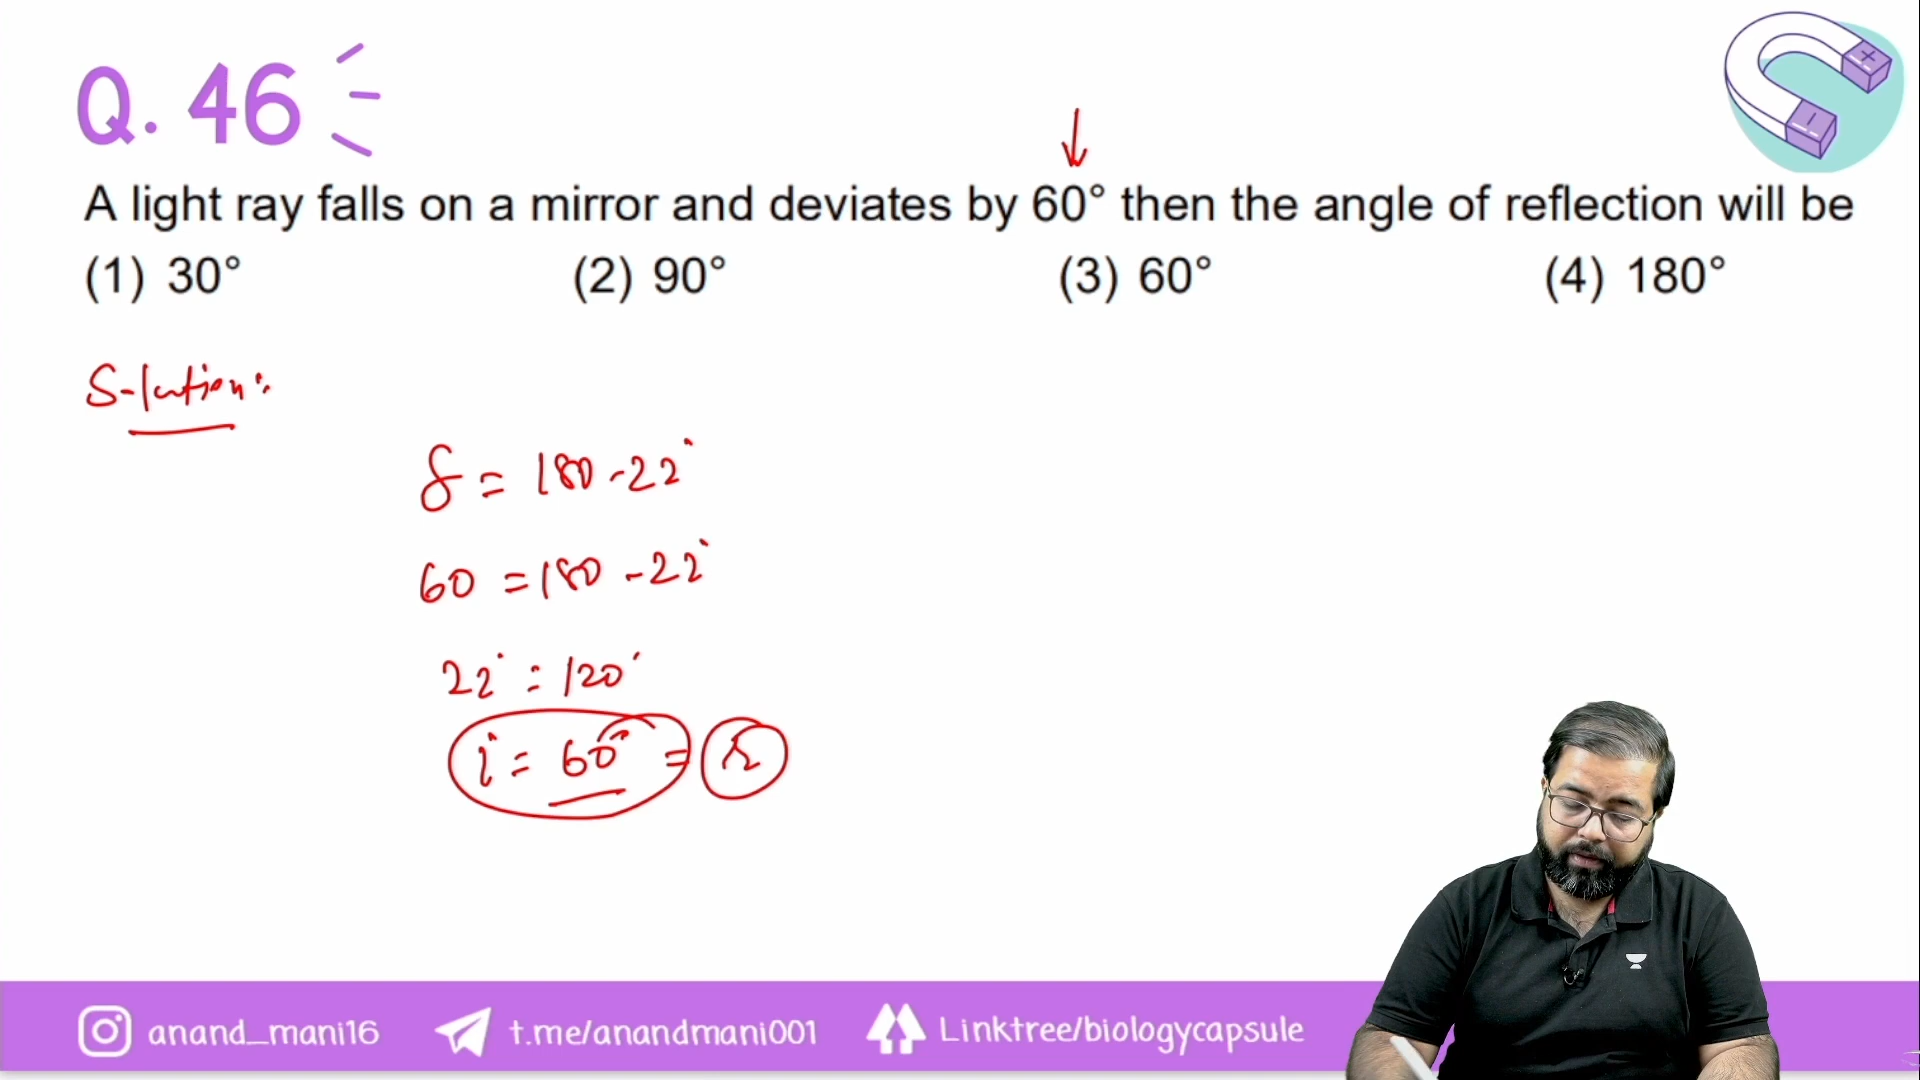 Q. 46
A light ray falls on a mirror and deviates by 60° then the angle of reflection will be
(1) 30° (2) 90° (3) 60° (4) 180°
Solution:
δ = 180 - 2i
60 = 180 - 2i
2i = 120°
i = 60° = r
anand_mani16 t.me/anandmani001 Linktree/biologycapsule